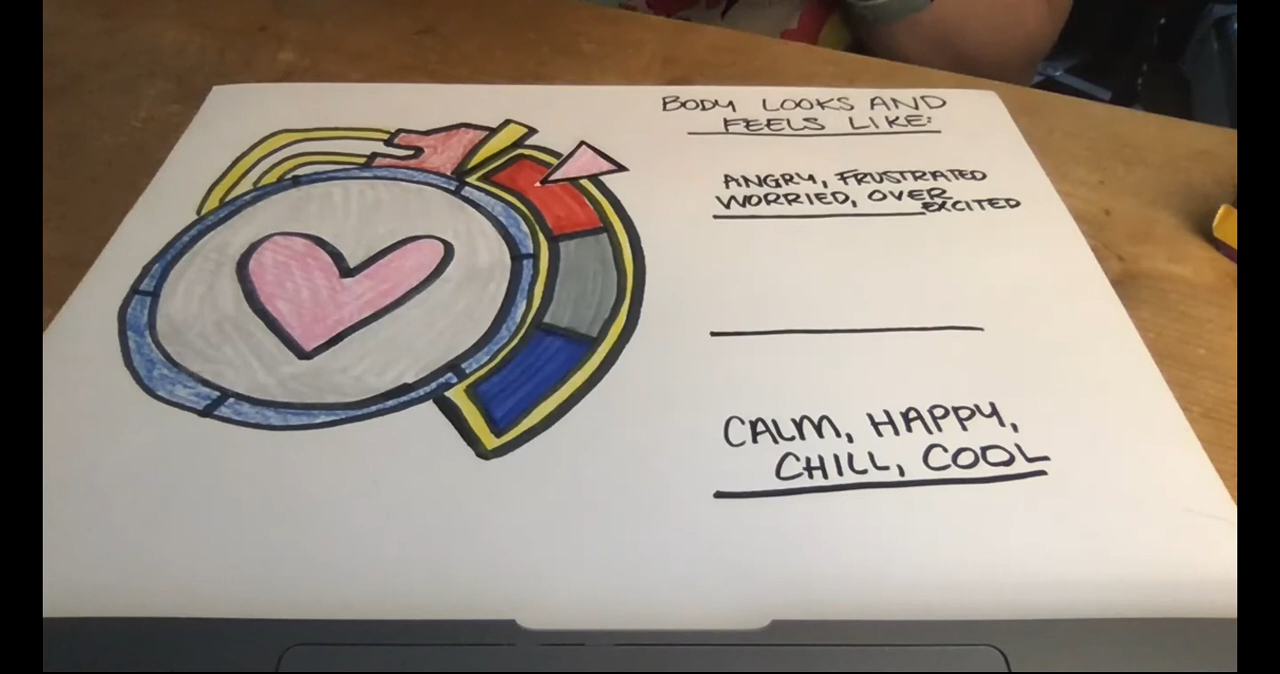 BODY LOOKS AND
FEELS LIKE:
ANGRY, FRUSTRATED
WORRIED, OVER
EXCITED
CALM, HAPPY,
CHILL, COOL